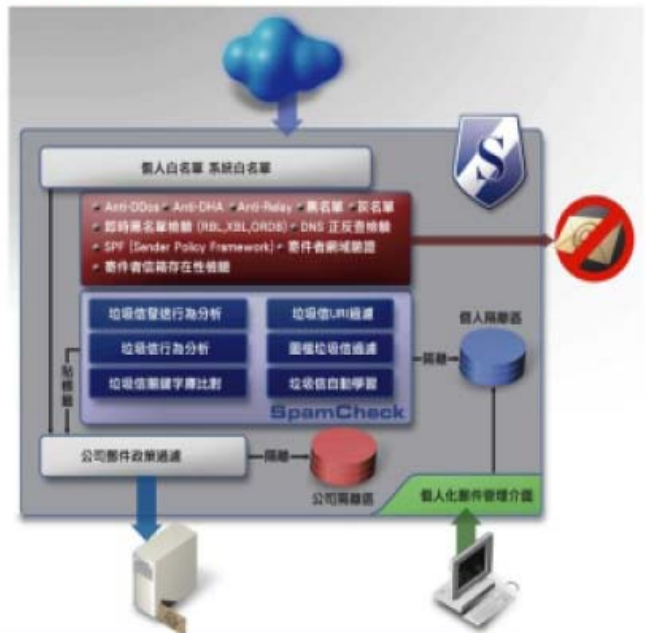 S
個人白名單 系統白名單
Anti-DDos Anti-DHA Anti-Relay 黑名單 灰名單
即時黑名單檢驗 (RBL,XBL,ORDB) DNS 正反查檢驗
SPF (Sender Policy Framework) 寄件者網域驗證
寄件者信箱存在性檢驗
垃圾信發送行為分析
垃圾信URI過濾
垃圾信行為分析
圖檔垃圾信過濾
垃圾信關鍵字庫比對
垃圾信自動學習
SpamCheck
貼標籤
隔離
個人隔離區
公司郵件政策過濾
隔離
公司隔離區
個人化郵件管理介面